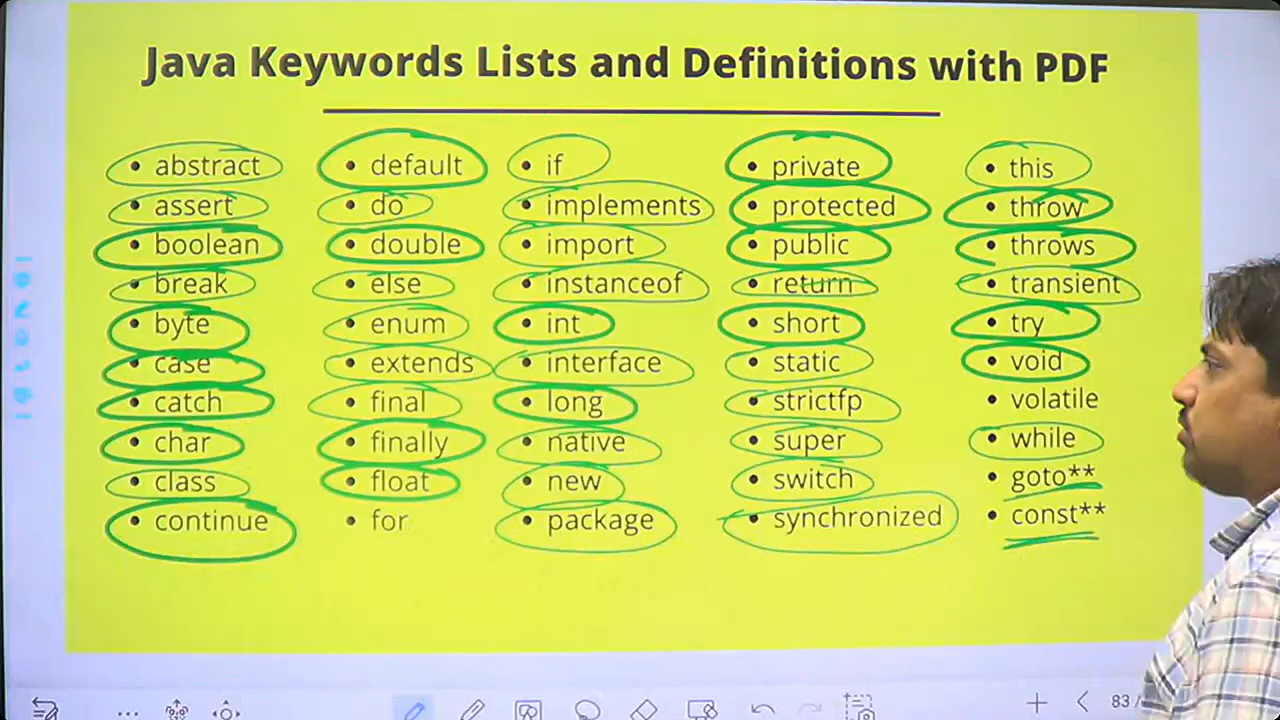 Java Keywords Lists and Definitions with PDF
• abstract
• assert
• boolean
• break
• byte
• case
• catch
• char
• class
• continue
• default
• do
• double
• else
• enum
• extends
• final
• finally
• float
• for
• if
• implements
• import
• instanceof
• int
• interface
• long
• native
• new
• package
• private
• protected
• public
• return
• short
• static
• strictfp
• super
• switch
• synchronized
• this
• throw
• throws
• transient
• try
• void
• volatile
• while
• goto**
• const**
83 /